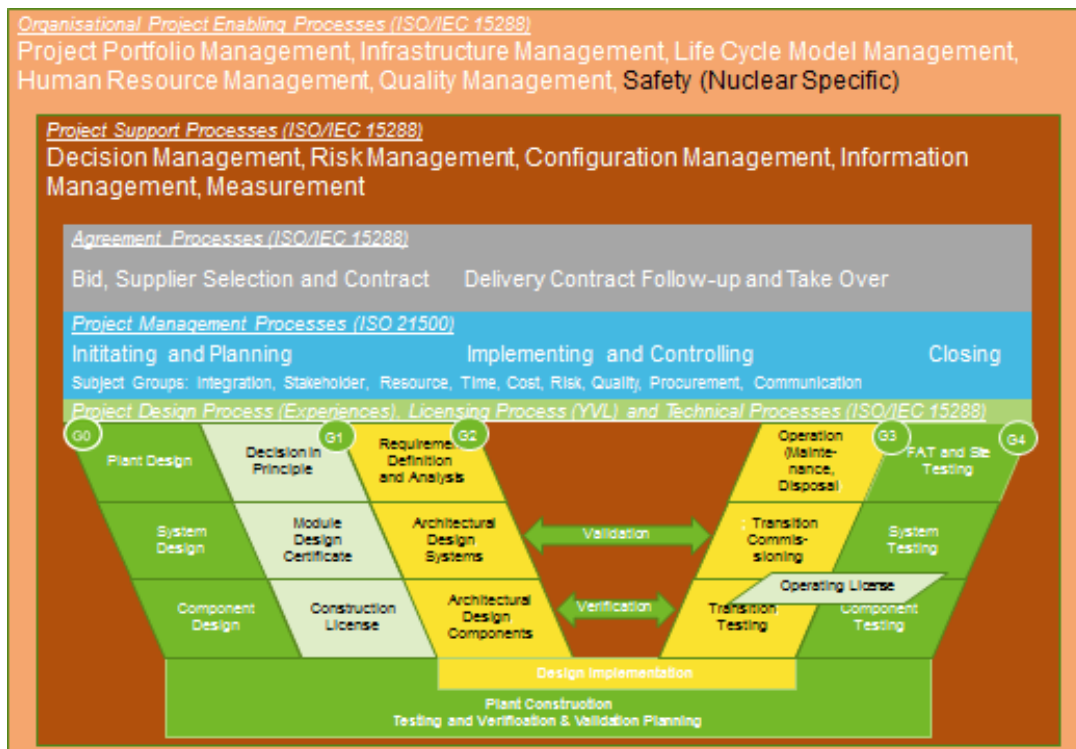 Organisational Project Enabling Processes (ISO/IEC 15288)
Project Portfolio Management, Infrastructure Management, Life Cycle Model Management,
Human Resource Management, Quality Management, Safety (Nuclear Specific)
Project Support Processes (ISO/IEC 15288)
Decision Management, Risk Management, Configuration Management, Information
Management, Measurement
Agreement Processes (ISO/IEC 15288)
Bid, Supplier Selection and Contract
Delivery Contract Follow-up and Take Over
Project Management Processes (ISO 21500)
Inititating and Planning
Implementing and Controlling
Closing
Subject Groups: Integration, Stakeholder, Resource, Time, Cost, Risk, Quality, Procurement, Communication
Project Design Process (Experiences), Licensing Process (YVL) and Technical Processes (ISO/IEC 15288)
G0
G1
G2
G3
G4
Plant Design
Decision in
Principle
Requirement
Definition
and Analysis
Operation
(Mainte-
nance,
Disposal)
FAT and Site
Testing
System
Design
Module
Design
Certificate
Architectural
Design
Systems
Validation
: Transition
Commis-
sioning
System
Testing
Operating License
Component
Design
Construction
License
Architectural
Design
Components
Verification
Transition
Testing
Component
Testing
Design Implementation
Plant Construction
Testing and Verification & Validation Planning